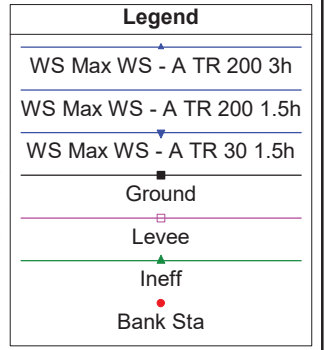 Legend
WS Max WS - A TR 200 3h
WS Max WS - A TR 200 1.5h
WS Max WS - A TR 30 1.5h
Ground
Levee
Ineff
Bank Sta